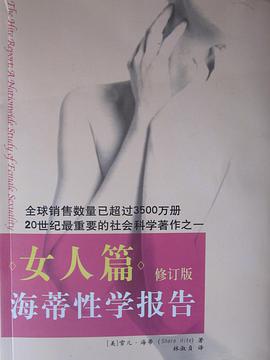 The Hite Report: A Nationwide Study of Female Sexuality
全球销售数量已超过3500万册
20世纪最重要的社会科学著作之一
女人篇 修订版
海蒂性学报告
[美]雪儿·海蒂 (Shere Hite) 著
林淑贞 译